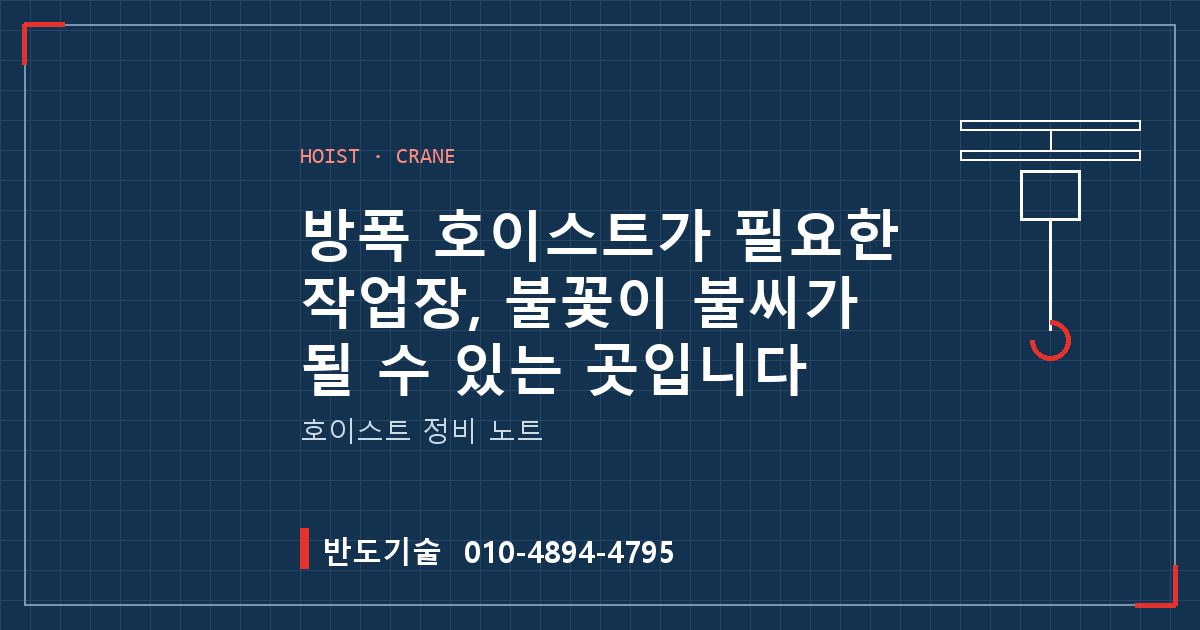 HOIST · CRANE
방폭 호이스트가 필요한
작업장, 불꽃이 불씨가
될 수 있는 곳입니다
호이스트 정비 노트
반도기술 010-4894-4795